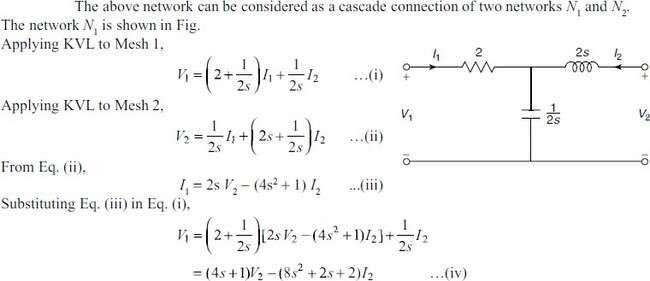 The above network can be considered as a cascade connection of two networks N₁ and N₂.
The network N₁ is shown in Fig.
Applying KVL to Mesh 1,
V₁ = (2 + 1/2s) I₁ + 1/2s I₂ ...(i)
Applying KVL to Mesh 2,
V₂ = 1/2s I₁ + (2s + 1/2s) I₂ ...(ii)
From Eq. (ii),
I₁ = 2s V₂ – (4s² + 1) I₂ ...(iii)
Substituting Eq. (iii) in Eq. (i),
V₁ = (2 + 1/2s) [2s V₂ – (4s² + 1)I₂] + 1/2s I₂
= (4s + 1)V₂ – (8s² + 2s + 2)I₂ ...(iv)
I₁ 2 2s I₂
+ +
V₁ 1/2s V₂
– –